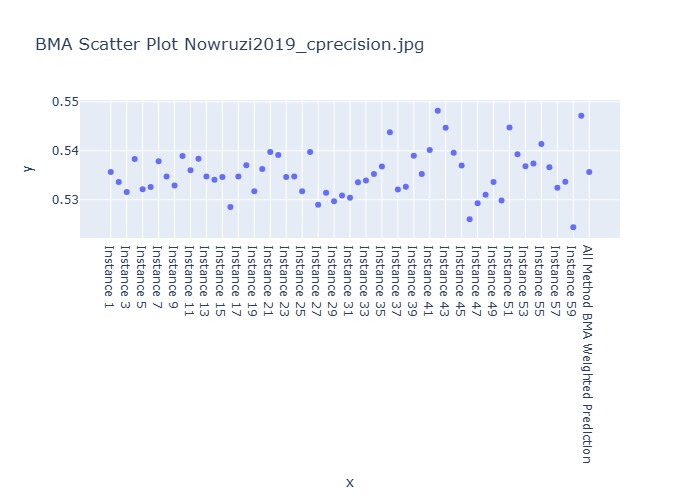 BMA Scatter Plot Nowruzi2019_cprecision.jpg
0.55
0.54
0.53
y
Instance 1
Instance 3
Instance 5
Instance 7
Instance 9
Instance 11
Instance 13
Instance 15
Instance 17
Instance 19
Instance 21
Instance 23
Instance 25
Instance 27
Instance 29
Instance 31
Instance 33
Instance 35
Instance 37
Instance 39
Instance 41
Instance 43
Instance 45
Instance 47
Instance 49
Instance 51
Instance 53
Instance 55
Instance 57
Instance 59
All Method BMA Weighted Prediction
x